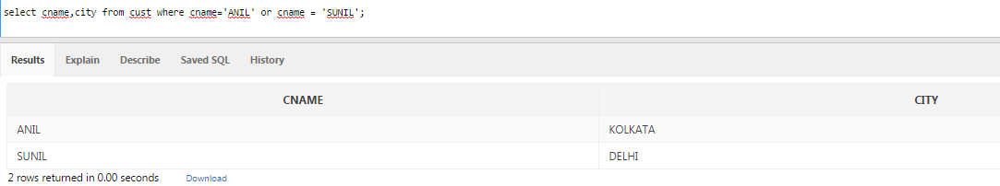 select cname,city from cust where cname='ANIL' or cname = 'SUNIL';
Results Explain Describe Saved SQL History
CNAME CITY
ANIL KOLKATA
SUNIL DELHI
2 rows returned in 0.00 seconds Download